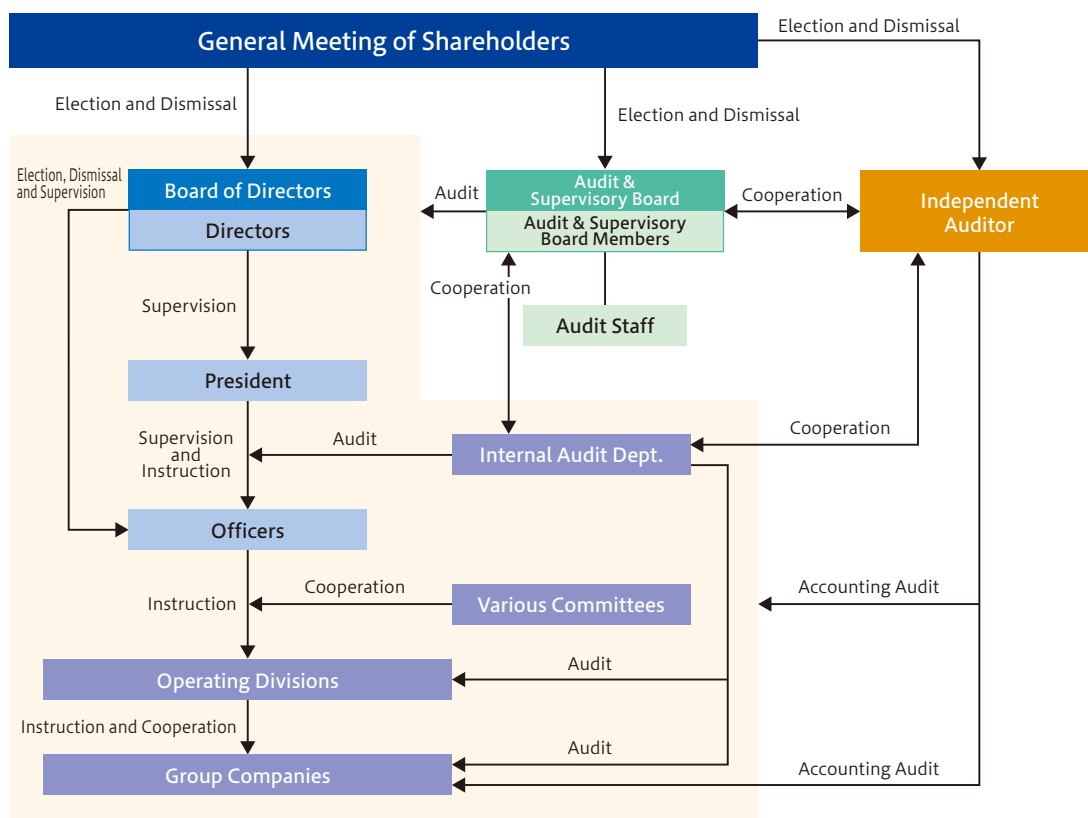 General Meeting of Shareholders
Election and Dismissal
Election and Dismissal
Election and Dismissal
Election, Dismissal
and Supervision
Board of Directors
Directors
Audit
Audit &
Supervisory Board
Audit & Supervisory
Board Members
Cooperation
Independent
Auditor
Supervision
Cooperation
Audit Staff
President
Supervision
and
Instruction
Audit
Internal Audit Dept.
Cooperation
Officers
Instruction
Cooperation
Various Committees
Accounting Audit
Operating Divisions
Audit
Instruction and Cooperation
Group Companies
Audit
Accounting Audit